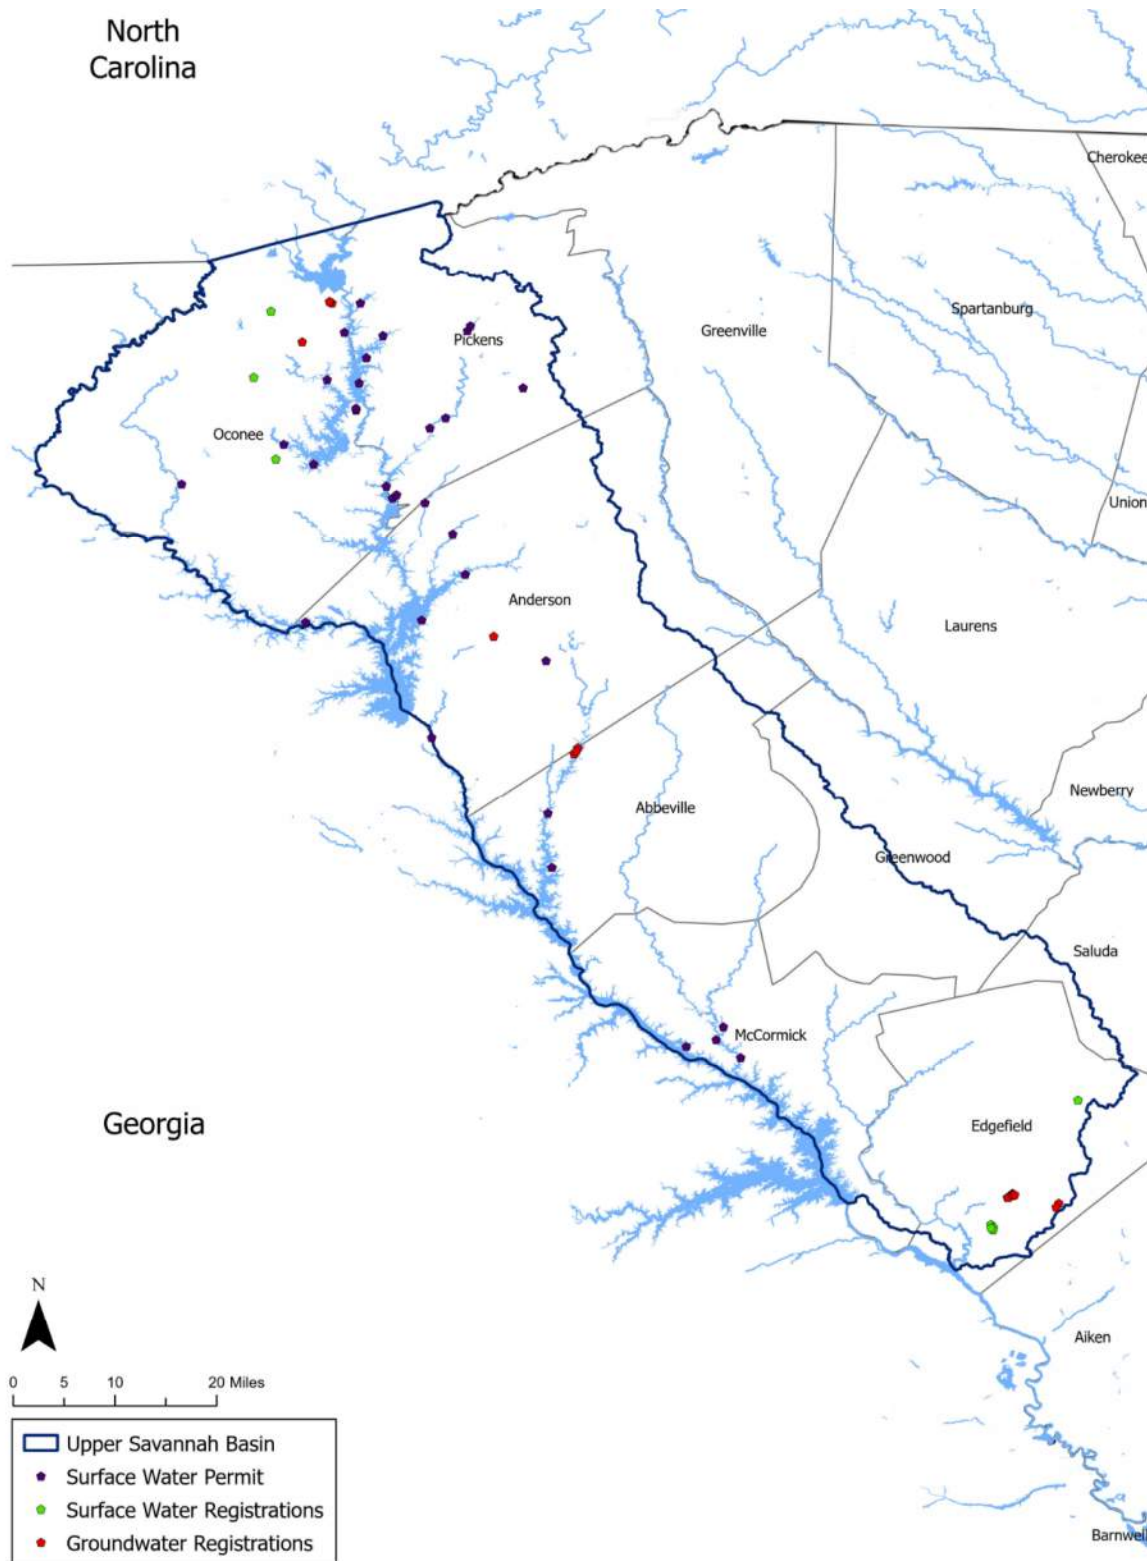 North
Carolina
Cherokee
Spartanburg
Greenville
Pickens
Oconee
Union
Anderson
Laurens
Newberry
Abbeville
Greenwood
Saluda
McCormick
Georgia
Edgefield
N
Aiken
0 5 10 20 Miles
Upper Savannah Basin
Surface Water Permit
Surface Water Registrations
Groundwater Registrations
Barnwell